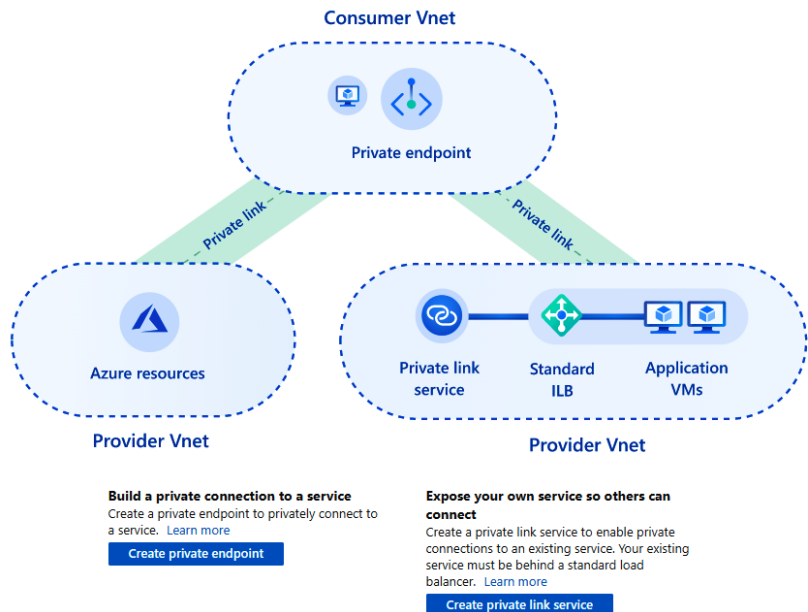 Consumer Vnet
Private endpoint
Private link
Private link
Azure resources
Private link
service
Standard
ILB
Application
VMs
Provider Vnet
Provider Vnet
Build a private connection to a service
Create a private endpoint to privately connect to
a service. Learn more
Create private endpoint
Expose your own service so others can
connect
Create a private link service to enable private
connections to an existing service. Your existing
service must be behind a standard load
balancer. Learn more
Create private link service